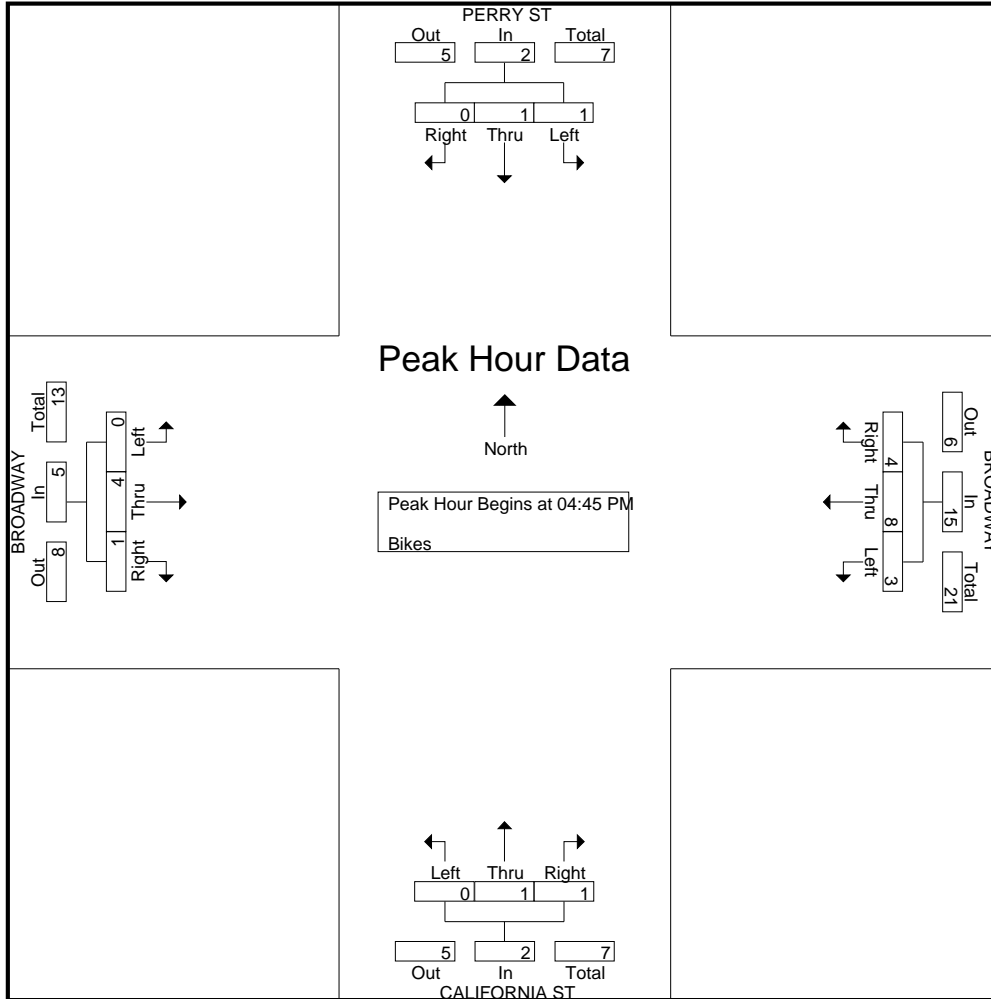 PERRY ST
Out In Total
5 2 7
0 1 1
Right Thru Left
Peak Hour Data
North
Peak Hour Begins at 04:45 PM
Bikes
BROADWAY
Out In Total
8 5 13
Right Thru Left
1 4 0
BROADWAY
Out In Total
6 15 21
Right Thru Left
4 8 3
Left Thru Right
0 1 1
5 2 7
Out In Total
CALIFORNIA ST